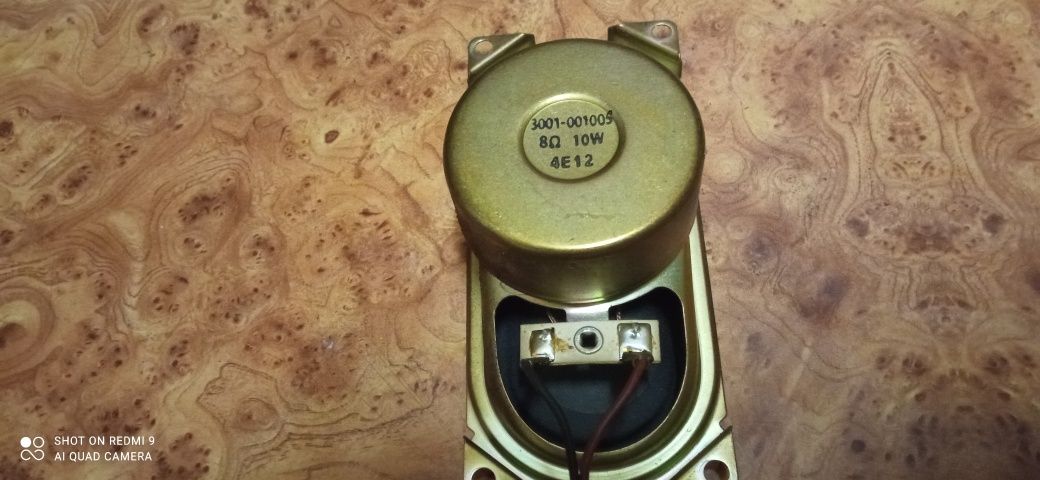 3001-001005
8Ω 10W
4E12
SHOT ON REDMI 9
AI QUAD CAMERA